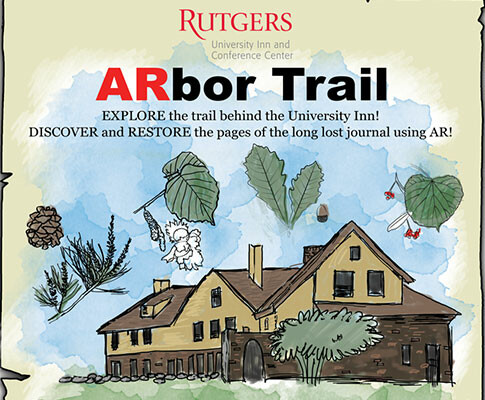 RUTGERS
University Inn and
Conference Center
ARbor Trail
EXPLORE the trail behind the University Inn!
DISCOVER and RESTORE the pages of the long lost journal using AR!